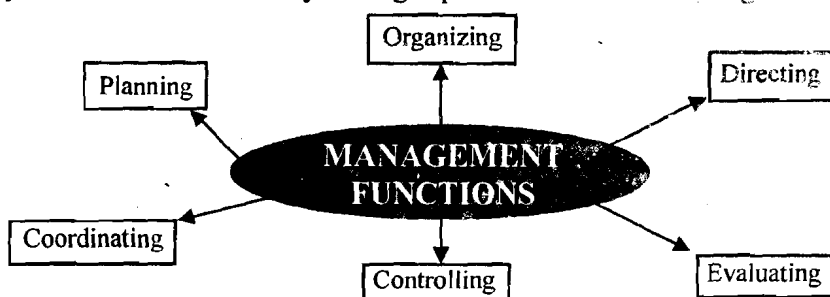 Organizing
Planning
Directing
MANAGEMENT
FUNCTIONS
Coordinating
Controlling
Evaluating